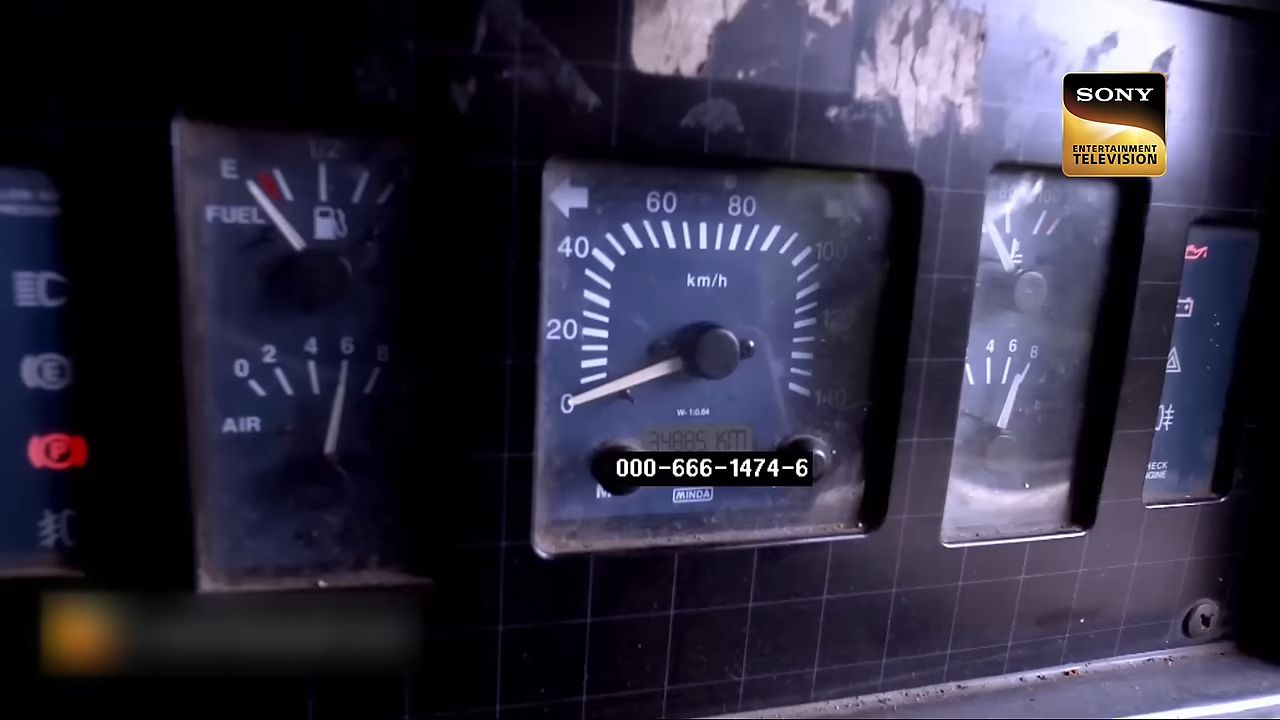 SONY
ENTERTAINMENT
TELEVISION
E
1/2
FUEL
0 2 4 6 8
AIR
20
40
60
80
100
120
140
km/h
0
W- 1:0.64
34885 KM
000-666-1474-6
M
MINDA
4 6 8
CHECK
ENGINE
E
P